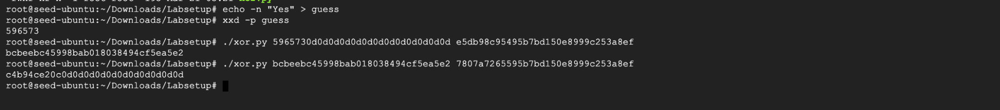 root@seed-ubuntu:~/Downloads/Labsetup# echo -n "Yes" > guess
root@seed-ubuntu:~/Downloads/Labsetup# xxd -p guess
596573
root@seed-ubuntu:~/Downloads/Labsetup# ./xor.py 5965730d0d0d0d0d0d0d0d0d0d0d0d0d e5db98c95495b7bd150e8999c253a8ef
bcbeebc45998bab018038494cf5ea5e2
root@seed-ubuntu:~/Downloads/Labsetup# ./xor.py bcbeebc45998bab018038494cf5ea5e2 7807a7265595b7bd150e8999c253a8ef
c4b94ce20c0d0d0d0d0d0d0d0d0d0d0d
root@seed-ubuntu:~/Downloads/Labsetup#